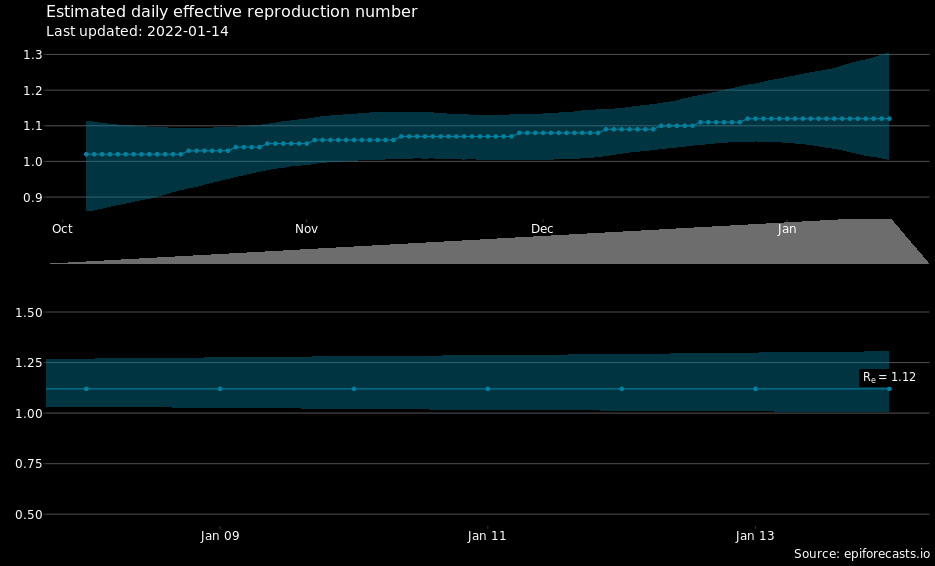 Estimated daily effective reproduction number
Last updated: 2022-01-14
1.3
1.2
1.1
1.0
0.9
Oct Nov Dec Jan
1.50
1.25
Re = 1.12
1.00
0.75
0.50
Jan 09 Jan 11 Jan 13
Source: epiforecasts.io